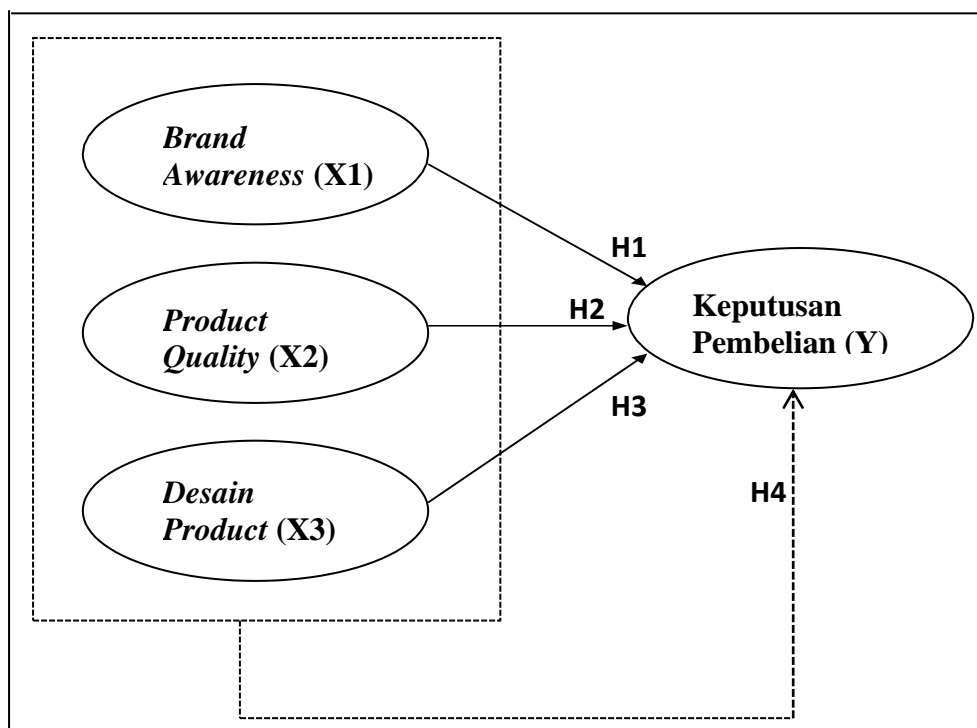 Brand
Awareness (X1)
H1
Product
Quality (X2)
H2
Keputusan
Pembelian (Y)
H3
Desain
Product (X3)
H4